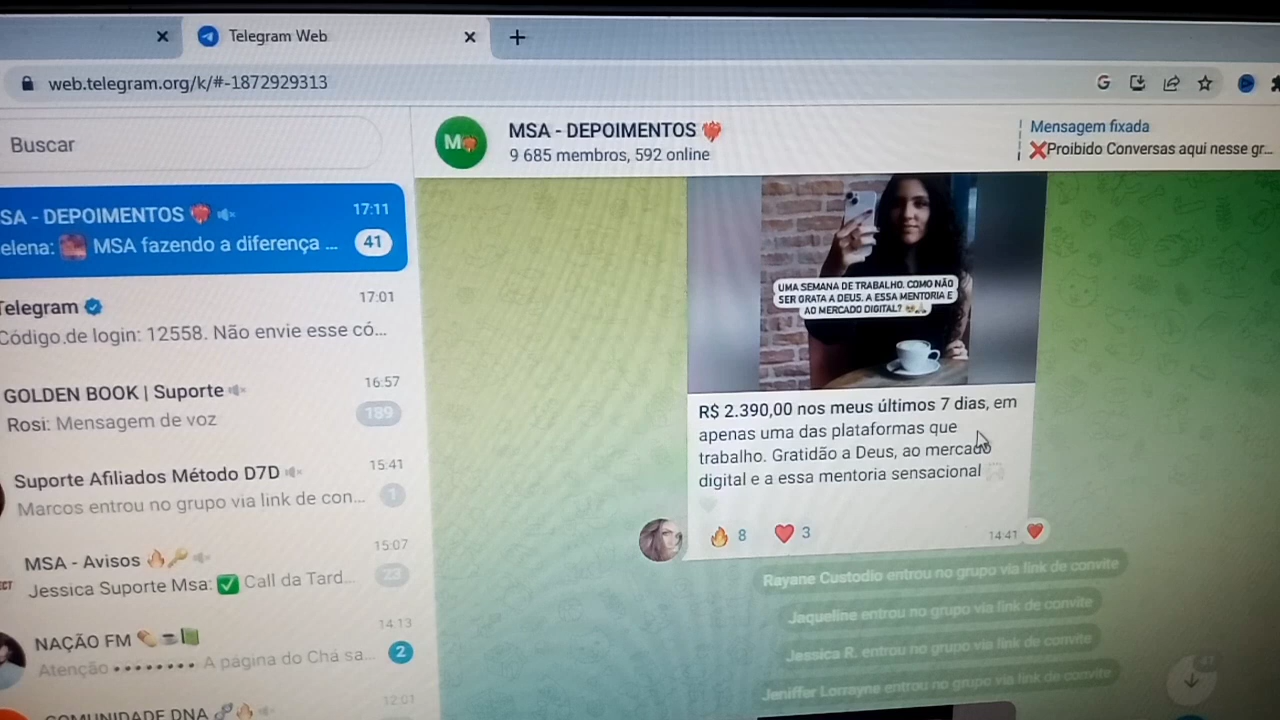 Telegram Web
web.telegram.org/k/#-1872929313
Buscar
MSA - DEPOIMENTOS
9 685 membros, 592 online
Mensagem fixada
❌Proibido Conversas aqui nesse gr...
SA - DEPOIMENTOS
17:11
elena: MSA fazendo a diferença ...
41
Telegram
17:01
Código de login: 12558. Não envie esse có...
GOLDEN BOOK | Suporte
16:57
Rosi: Mensagem de voz
189
Suporte Afiliados Método D7D
15:41
Marcos entrou no grupo via link de con...
1
MSA - Avisos 🔥🔑
15:07
Jessica Suporte Msa: ✅ Call da Tard...
23
NAÇÃO FM
14:13
Atenção •••••••• A página do Chá sa...
2
COMUNIDADE DNA 🧬🔥
12:01
UMA SEMANA DE TRABALHO. COMO NÃO
SER GRATA A DEUS. A ESSA MENTORIA E
AO MERCADO DIGITAL?
R$ 2.390,00 nos meus últimos 7 dias, em
apenas uma das plataformas que
trabalho. Gratidão a Deus, ao mercado
digital e a essa mentoria sensacional
🔥 8 ❤️ 3
14:41
Rayane Custodio entrou no grupo via link de convite
Jaqueline entrou no grupo via link de convite
Jessica R. entrou no grupo via link de convite
Jeniffer Lorrayne entrou no grupo via link de convite